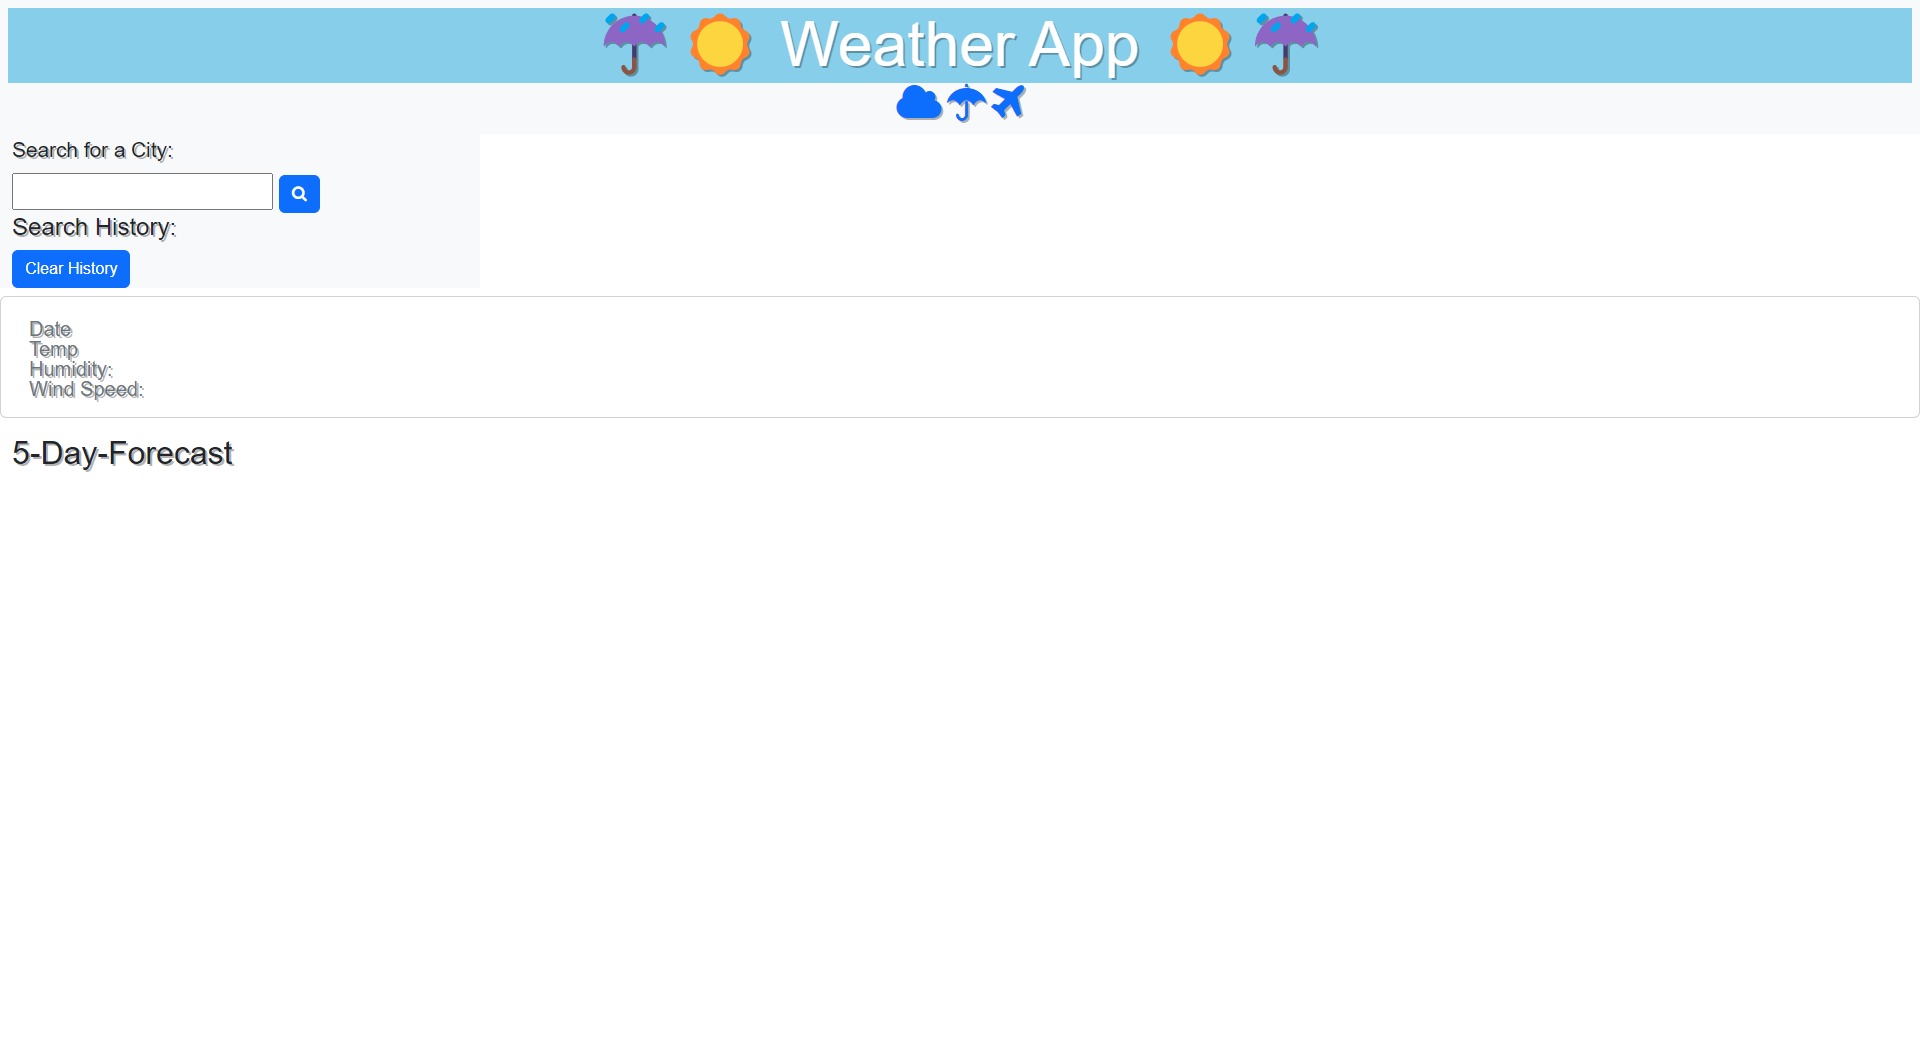 Weather App
Search for a City:
Search History:
Clear History
Date
Temp
Humidity:
Wind Speed:
5-Day-Forecast